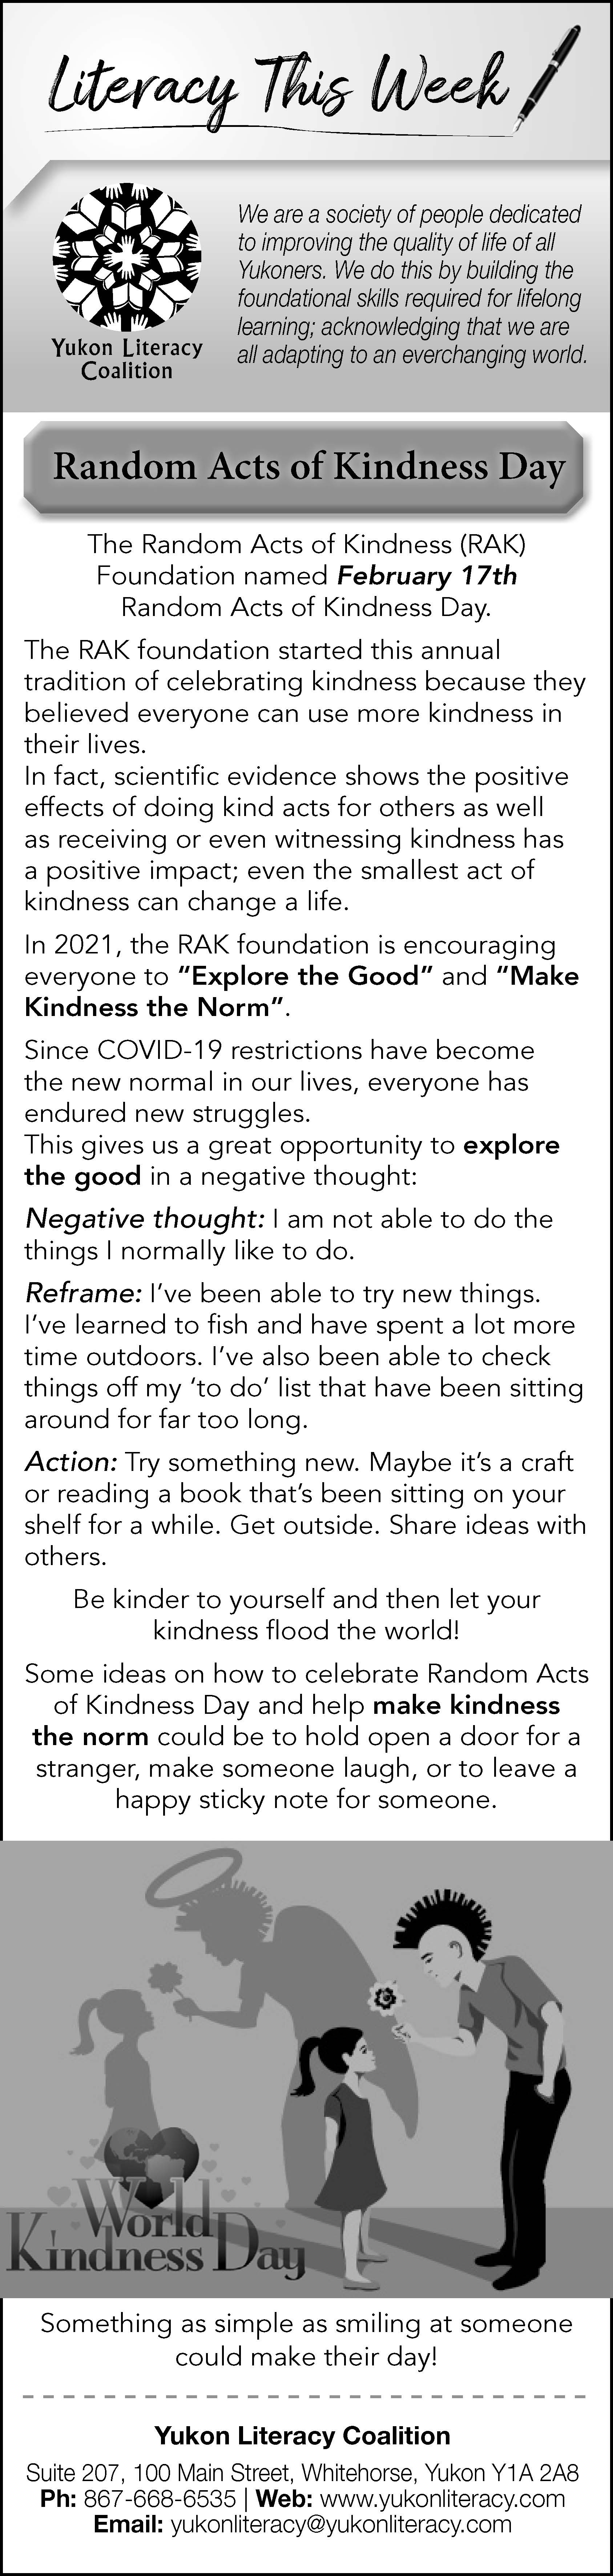 Literacy This Week
We are a society of people dedicated
to improving the quality of life of all
Yukoners. We do this by building the
foundational skills required for lifelong
learning; acknowledging that we are
all adapting to an everchanging world.
Yukon Literacy
Coalition
Random Acts of Kindness Day
The Random Acts of Kindness (RAK)
Foundation named February 17th
Random Acts of Kindness Day.
The RAK foundation started this annual
tradition of celebrating kindness because they
believed everyone can use more kindness in
their lives.
In fact, scientific evidence shows the positive
effects of doing kind acts for others as well
as receiving or even witnessing kindness has
a positive impact; even the smallest act of
kindness can change a life.
In 2021, the RAK foundation is encouraging
everyone to “Explore the Good” and “Make
Kindness the Norm”.
Since COVID-19 restrictions have become
the new normal in our lives, everyone has
endured new struggles.
This gives us a great opportunity to explore
the good in a negative thought:
Negative thought: I am not able to do the
things I normally like to do.
Reframe: I’ve been able to try new things.
I’ve learned to fish and have spent a lot more
time outdoors. I’ve also been able to check
things off my ‘to do’ list that have been sitting
around for far too long.
Action: Try something new. Maybe it’s a craft
or reading a book that’s been sitting on your
shelf for a while. Get outside. Share ideas with
others.
Be kinder to yourself and then let your
kindness flood the world!
Some ideas on how to celebrate Random Acts
of Kindness Day and help make kindness
the norm could be to hold open a door for a
stranger, make someone laugh, or to leave a
happy sticky note for someone.
World
Kindness Day
Something as simple as smiling at someone
could make their day!
Yukon Literacy Coalition
Suite 207, 100 Main Street, Whitehorse, Yukon Y1A 2A8
Ph: 867-668-6535 | Web: www.yukonliteracy.com
Email: yukonliteracy@yukonliteracy.com